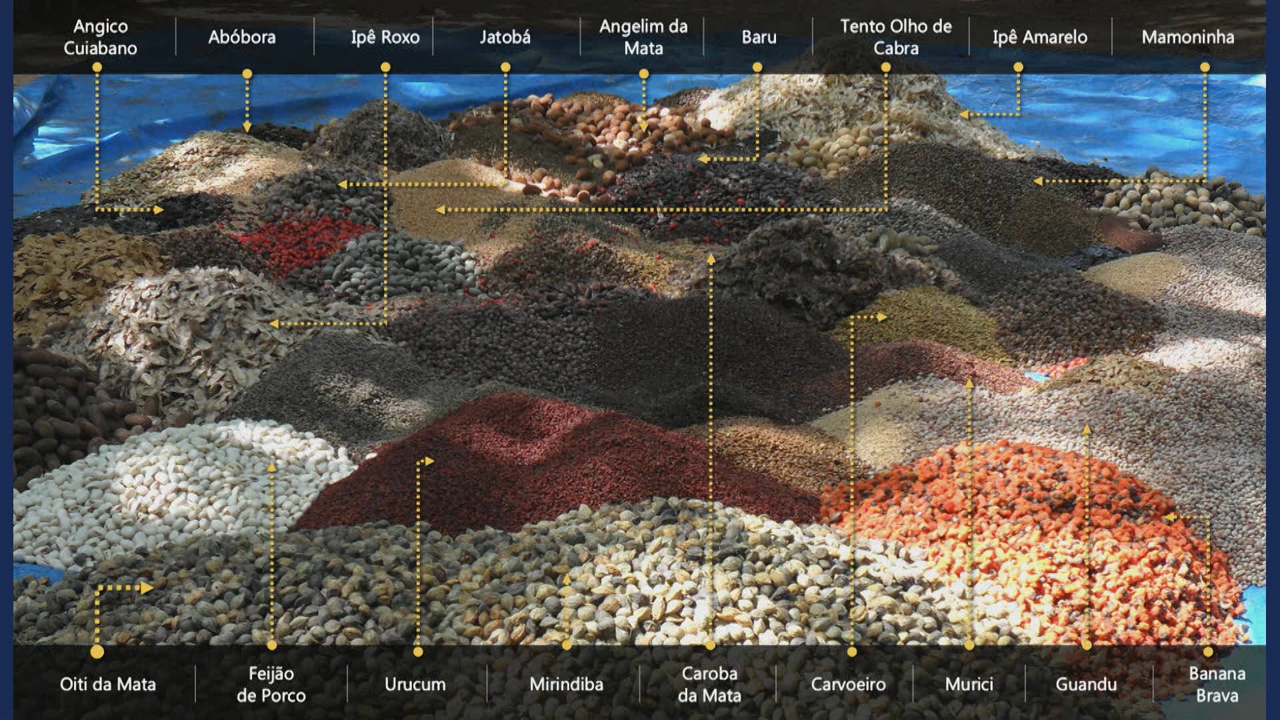 Angico
Cuiabano
Abóbora
Ipê Roxo
Jatobá
Angelim da
Mata
Baru
Tento Olho de
Cabra
Ipê Amarelo
Mamoninha
Oiti da Mata
Feijão
de Porco
Urucum
Mirindiba
Caroba
da Mata
Carvoeiro
Murici
Guandu
Banana
Brava